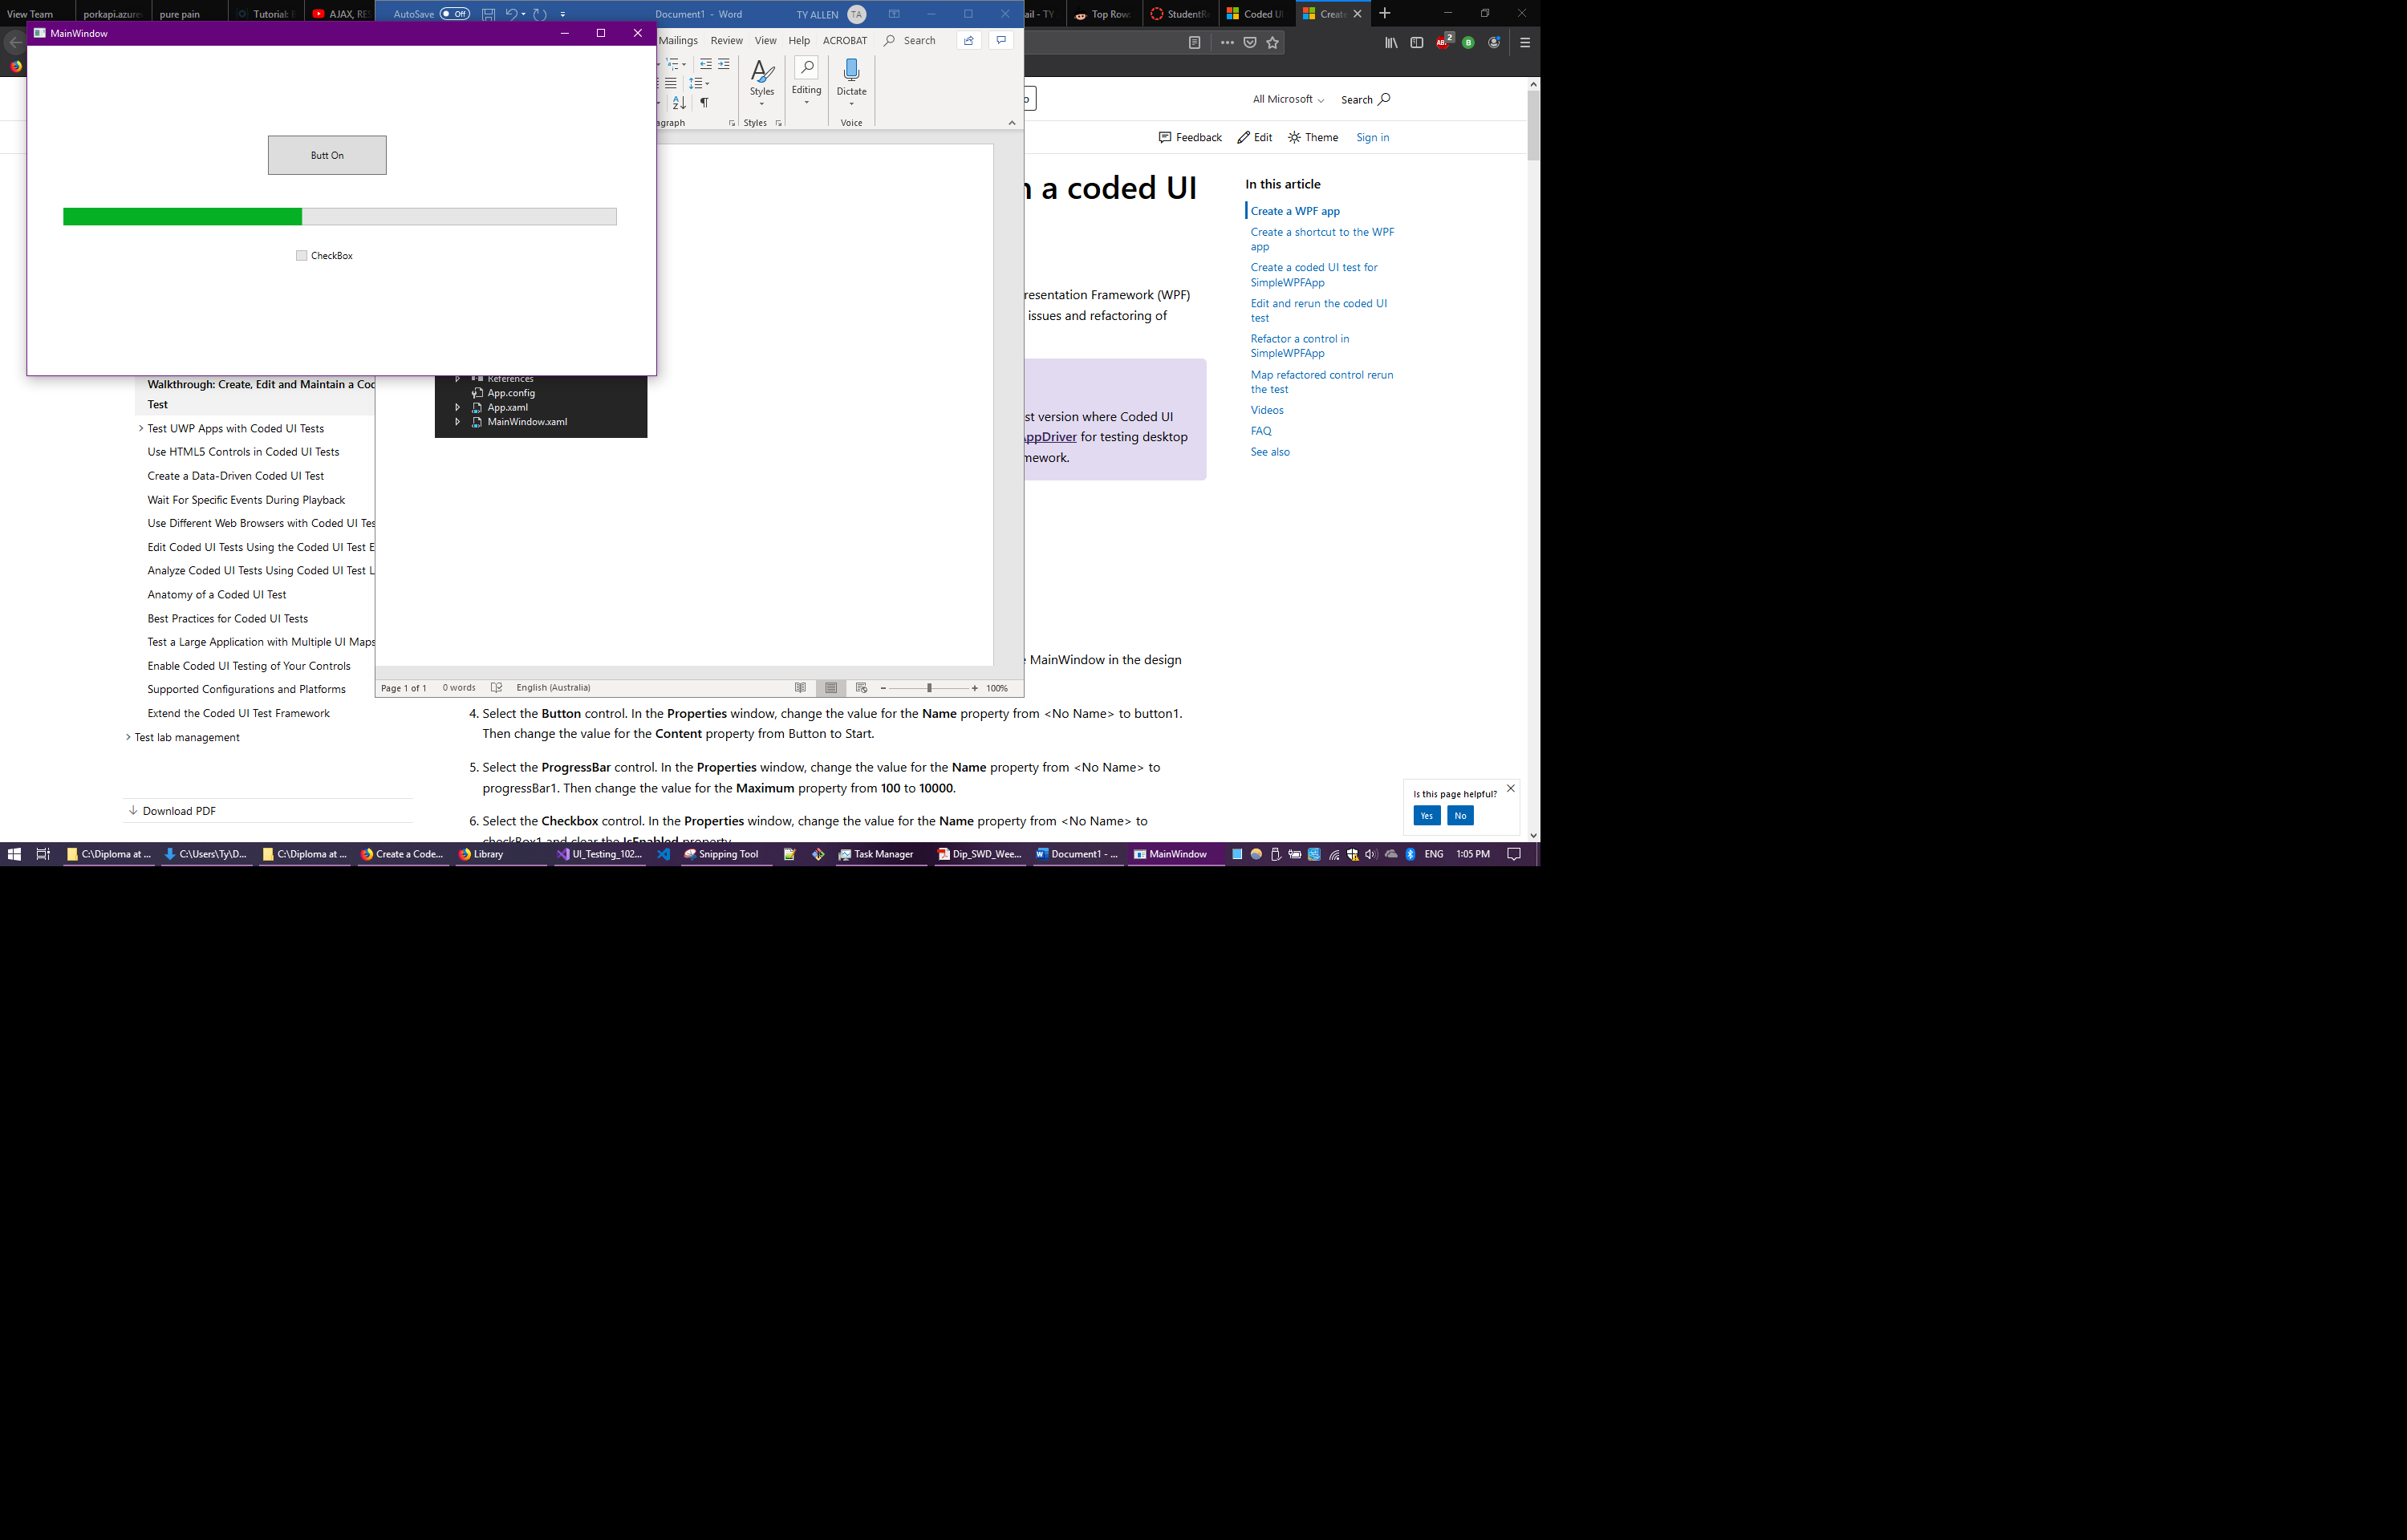 View Team
porkapi.azure
pure pain
Tutorial:
AJAX, RE
AutoSave Off
Document1 - Word
TY ALLEN TA
ail - TY
Top Row
StudentR
Coded U
Create
MainWindow
Mailings Review View Help ACROBAT Search
2
Styles
Editing
Dictate
agraph
Styles
Voice
Butt On
CheckBox
All Microsoft
Search
Feedback
Edit
Theme
Sign in
n a coded UI
In this article
Create a WPF app
Create a shortcut to the WPF
app
Create a coded UI test for
SimpleWPFApp
Edit and rerun the coded UI
test
Refactor a control in
SimpleWPFApp
Map refactored control rerun
the test
Videos
FAQ
See also
resentation Framework (WPF)
issues and refactoring of
st version where Coded UI
AppDriver for testing desktop
mework.
References
App.config
App.xaml
MainWindow.xaml
Walkthrough: Create, Edit and Maintain a Coc
Test
Test UWP Apps with Coded UI Tests
Use HTML5 Controls in Coded UI Tests
Create a Data-Driven Coded UI Test
Wait For Specific Events During Playback
Use Different Web Browsers with Coded UI Tes
Edit Coded UI Tests Using the Coded UI Test E
Analyze Coded UI Tests Using Coded UI Test L
Anatomy of a Coded UI Test
Best Practices for Coded UI Tests
Test a Large Application with Multiple UI Maps
Enable Coded UI Testing of Your Controls
Supported Configurations and Platforms
Extend the Coded UI Test Framework
Test lab management
Download PDF
MainWindow in the design
Page 1 of 1 0 words English (Australia) 100%
4. Select the Button control. In the Properties window, change the value for the Name property from <No Name> to button1.
Then change the value for the Content property from Button to Start.
5. Select the ProgressBar control. In the Properties window, change the value for the Name property from <No Name> to
progressBar1. Then change the value for the Maximum property from 100 to 10000.
6. Select the Checkbox control. In the Properties window, change the value for the Name property from <No Name> to
checkBox1 and clear the IsEnabled property.
Is this page helpful?
Yes No
C:\Diploma at ...
C:\Users\Ty\D...
C:\Diploma at ...
Create a Code...
Library
UI_Testing_102...
Snipping Tool
Task Manager
Dip_SWD_Wee...
Document1 - ...
MainWindow
ENG
1:05 PM